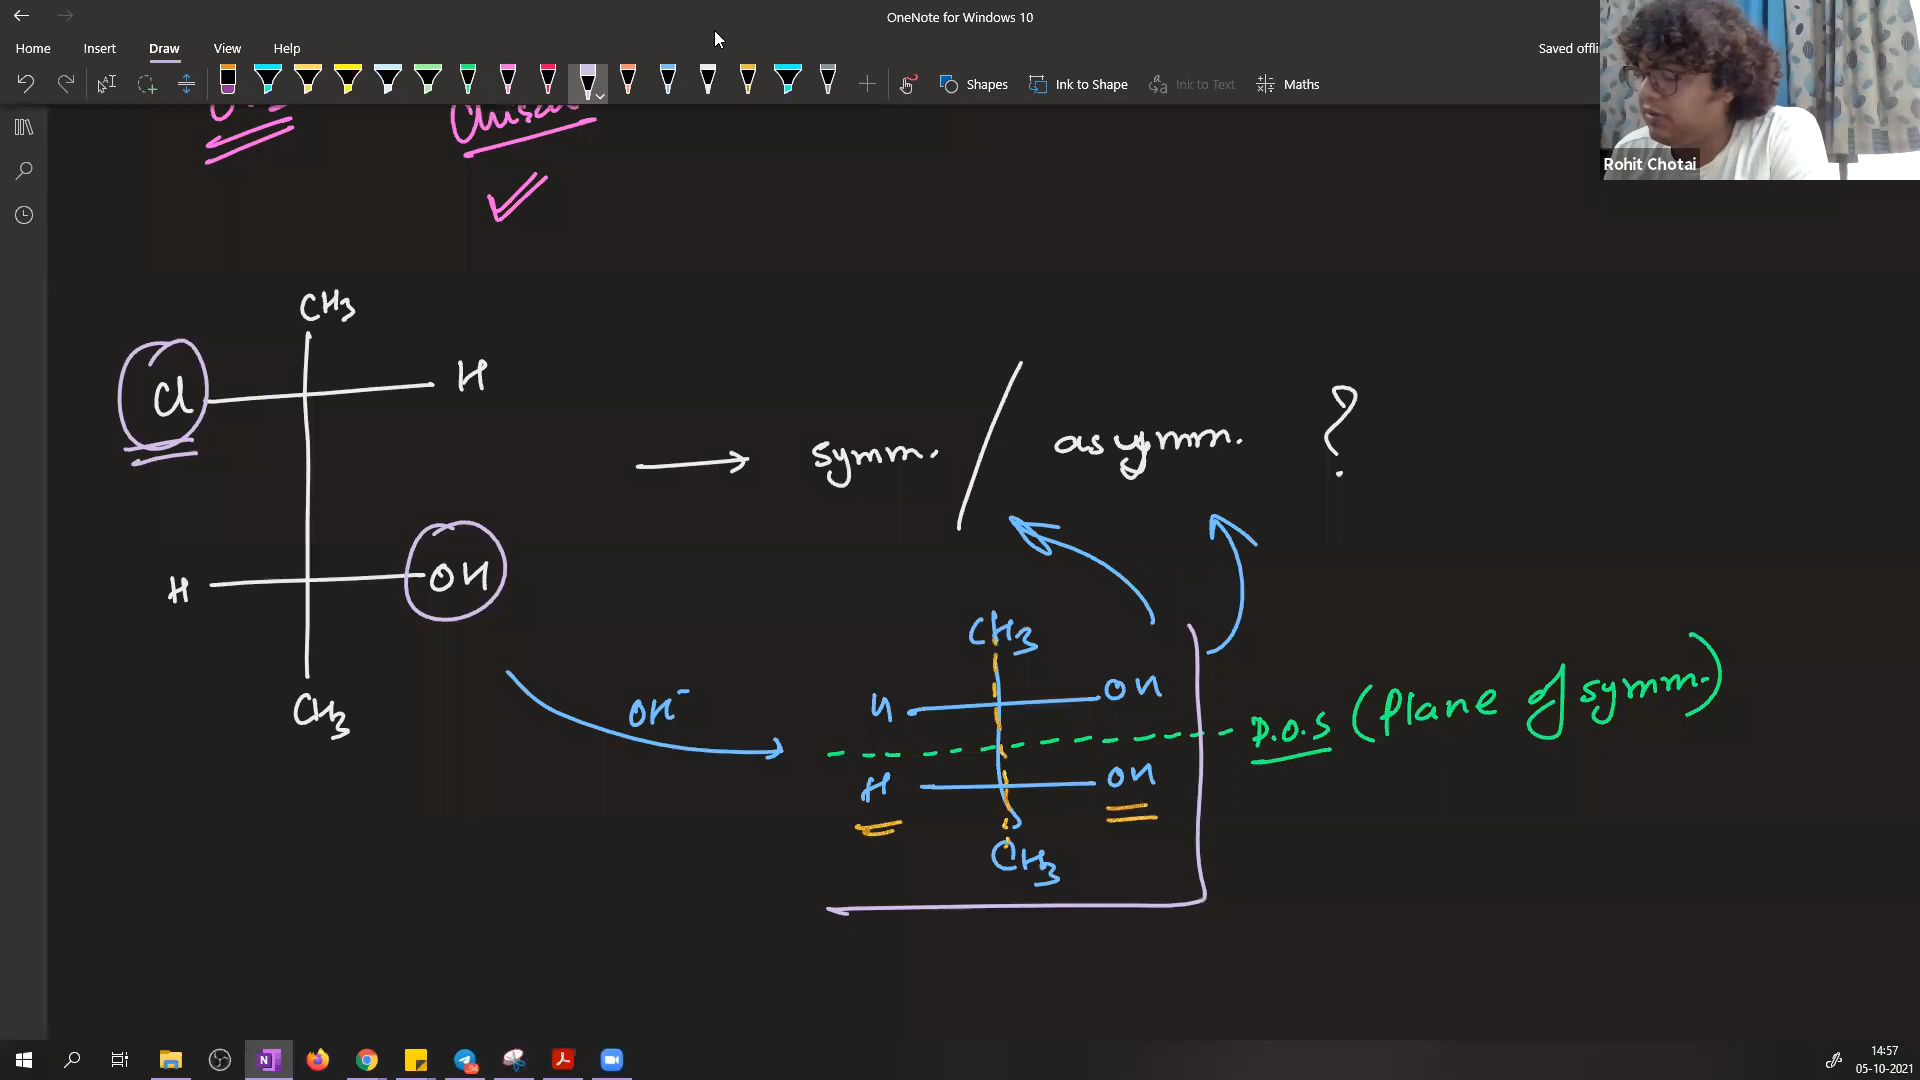 OneNote for Windows 10
Home Insert Draw View Help
Saved offli
Shapes Ink to Shape Ink to Text Maths
Rohit Chotai
CH3
Cl H
symm. / asymm. ?
H OH
CH3
OH-
CH3
H OH
P.O.S (Plane of symm.)
H OH
CH3
14:57
05-10-2021